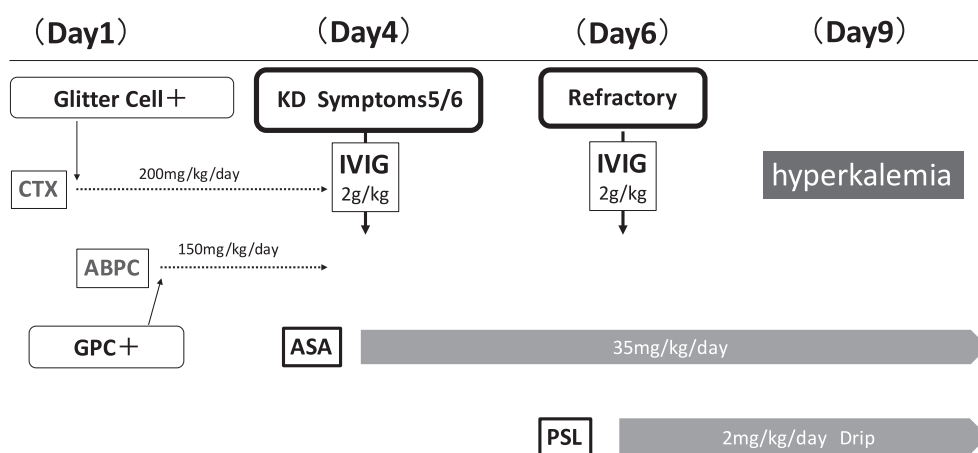 （Day1） （Day4） （Day6） （Day9）
Glitter Cell＋
KD Symptoms5/6
Refractory
CTX
200mg/kg/day
IVIG
2g/kg
IVIG
2g/kg
hyperkalemia
ABPC
150mg/kg/day
GPC＋
ASA
35mg/kg/day
PSL
2mg/kg/day Drip